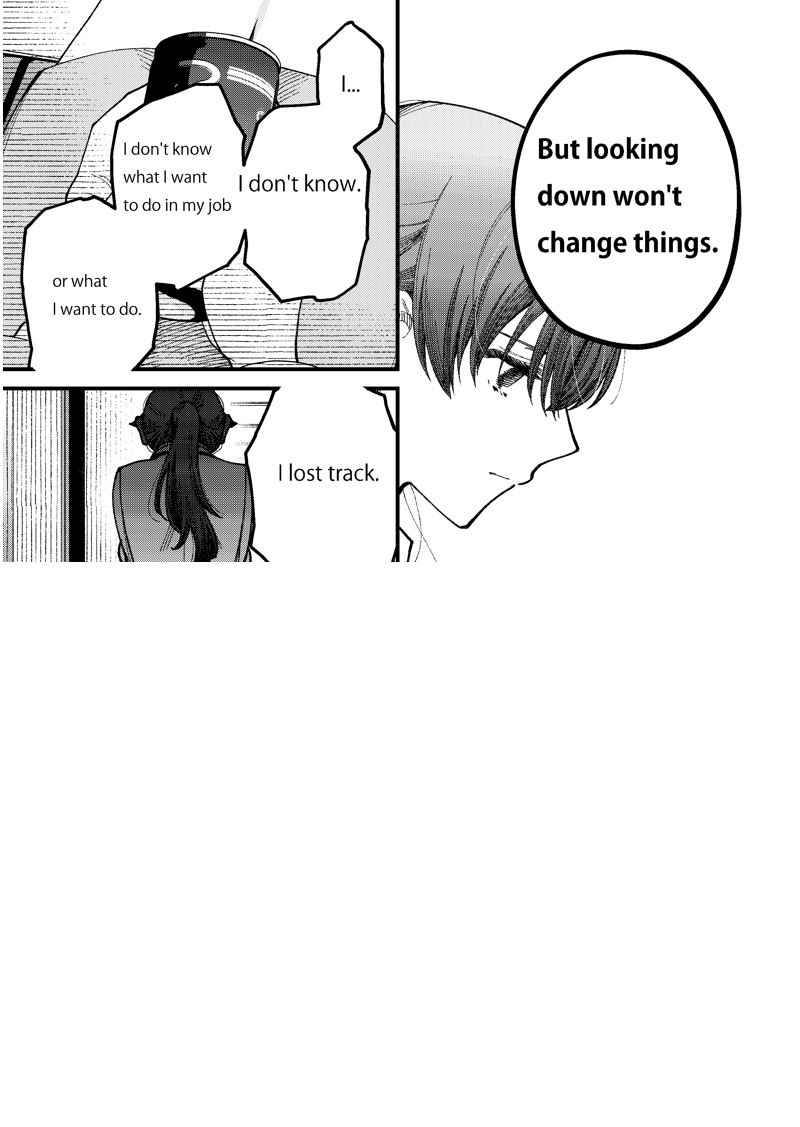 But looking
down won't
change things.
I...
I don't know.
I don't know
what I want
to do in my job
or what
I want to do.
I lost track.